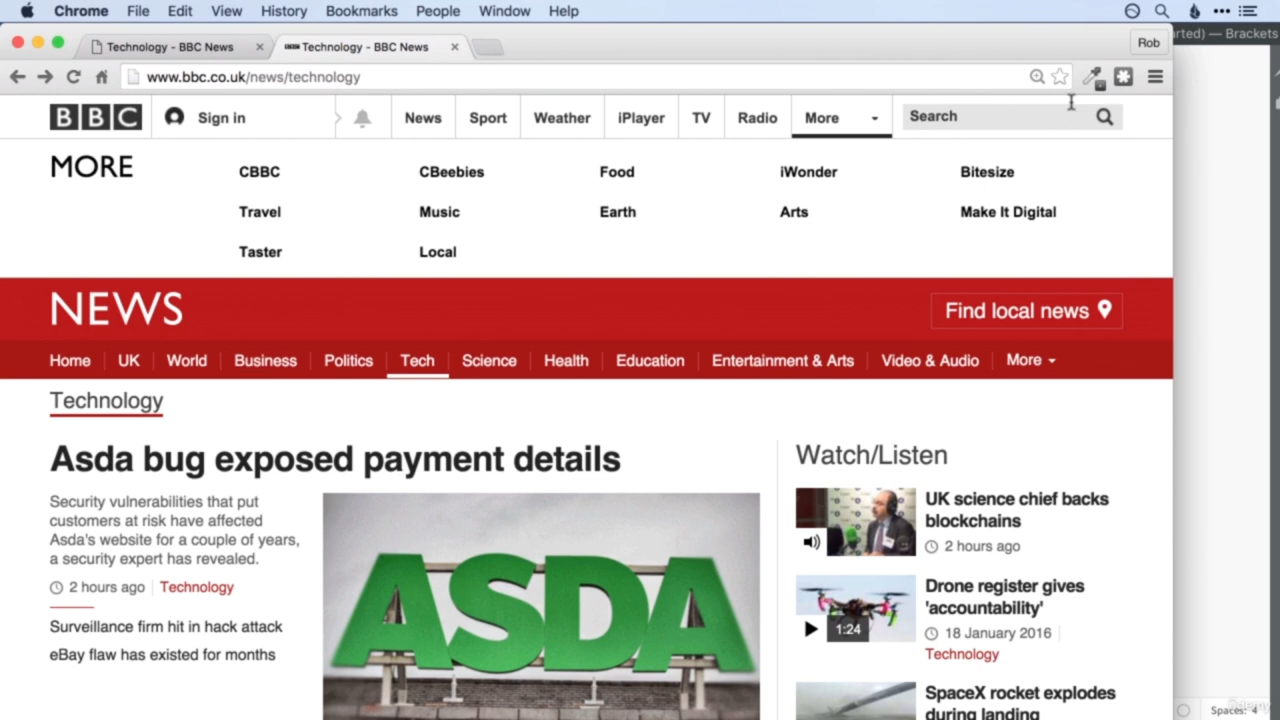 Chrome File Edit View History Bookmarks People Window Help
Technology - BBC News
Technology - BBC News
Rob
rted) — Brackets
www.bbc.co.uk/news/technology
BBC Sign in News Sport Weather iPlayer TV Radio More Search
MORE
CBBC CBeebies Food iWonder Bitesize
Travel Music Earth Arts Make It Digital
Taster Local
NEWS
Find local news
Home UK World Business Politics Tech Science Health Education Entertainment & Arts Video & Audio More
Technology
Asda bug exposed payment details
Security vulnerabilities that put
customers at risk have affected
Asda's website for a couple of years,
a security expert has revealed.
2 hours ago Technology
Surveillance firm hit in hack attack
eBay flaw has existed for months
ASDA
Watch/Listen
UK science chief backs
blockchains
2 hours ago
Drone register gives
'accountability'
1:24
18 January 2016
Technology
SpaceX rocket explodes
during landing
Spaces: 4
Udemy